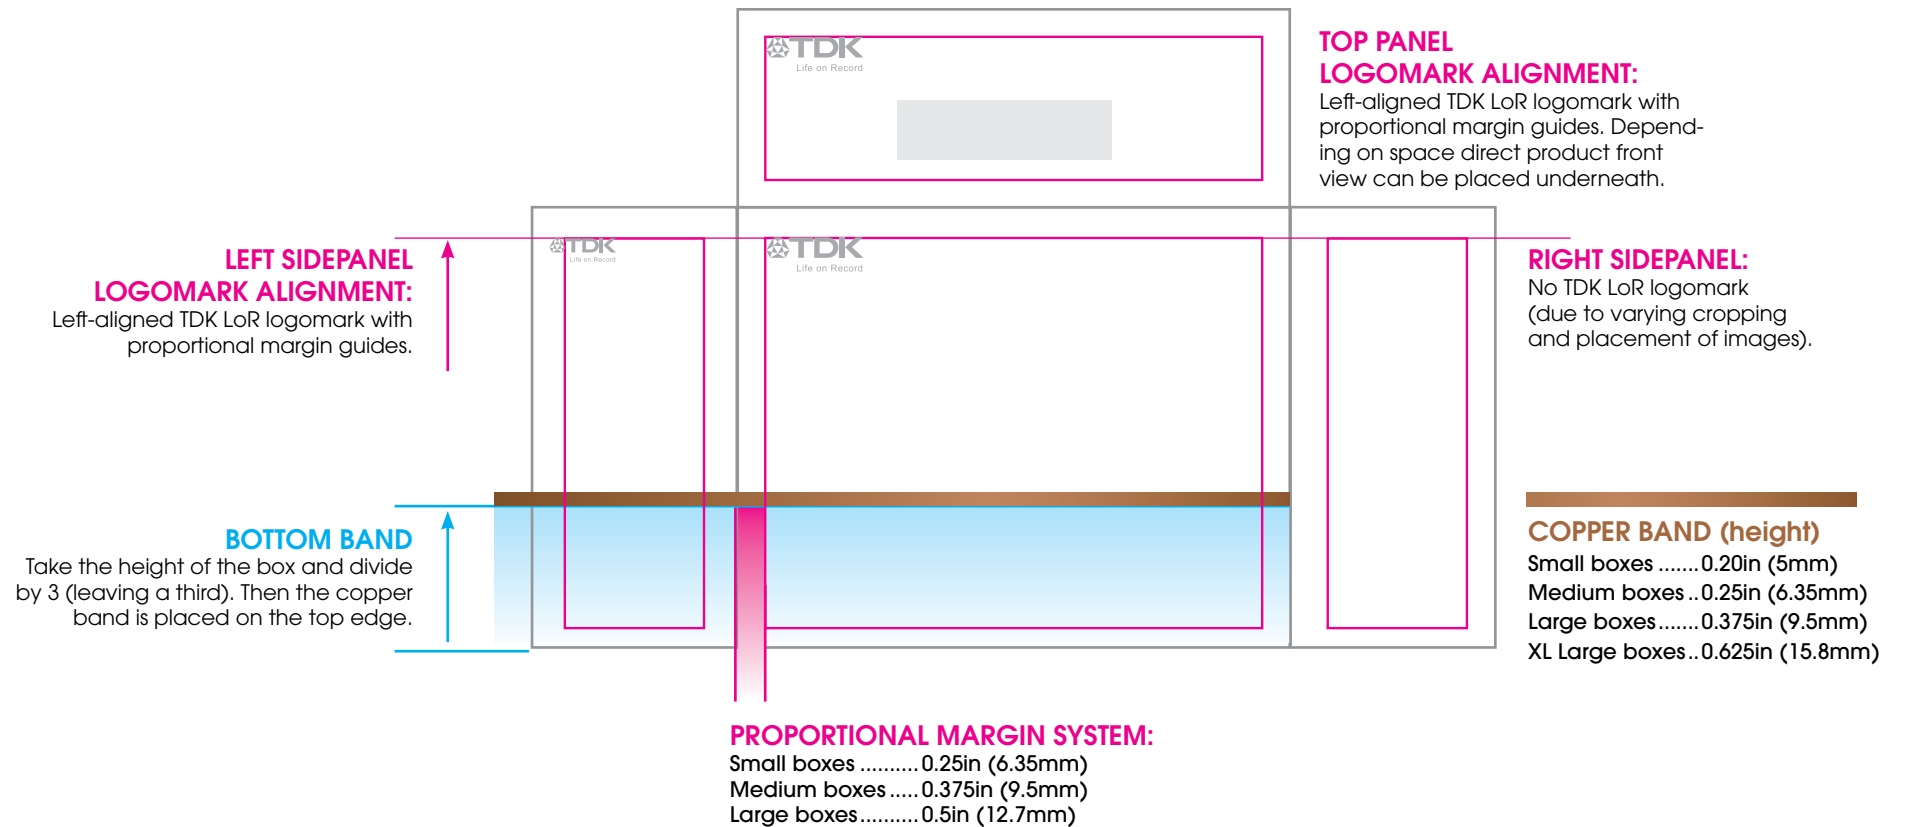 TDK
Life on Record
TOP PANEL
LOGOMARK ALIGNMENT:
Left-aligned TDK LoR logomark with
proportional margin guides. Depend-
ing on space direct product front
view can be placed underneath.
LEFT SIDEPANEL
LOGOMARK ALIGNMENT:
Left-aligned TDK LoR logomark with
proportional margin guides.
TDK
Life on Record
TDK
Life on Record
RIGHT SIDEPANEL:
No TDK LoR logomark
(due to varying cropping
and placement of images).
BOTTOM BAND
Take the height of the box and divide
by 3 (leaving a third). Then the copper
band is placed on the top edge.
COPPER BAND (height)
Small boxes .......0.20in (5mm)
Medium boxes ..0.25in (6.35mm)
Large boxes.......0.375in (9.5mm)
XL Large boxes..0.625in (15.8mm)
PROPORTIONAL MARGIN SYSTEM:
Small boxes ..........0.25in (6.35mm)
Medium boxes .....0.375in (9.5mm)
Large boxes..........0.5in (12.7mm)